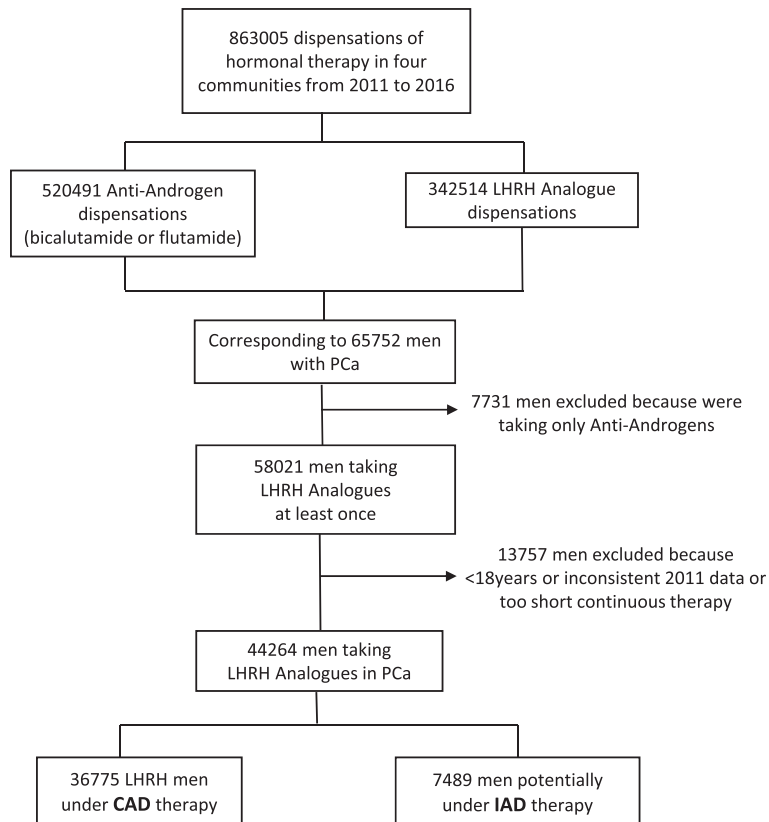 863005 dispensations of
hormonal therapy in four
communities from 2011 to 2016
520491 Anti-Androgen
dispensations
(bicalutamide or flutamide)
342514 LHRH Analogue
dispensations
Corresponding to 65752 men
with PCa
7731 men excluded because were
taking only Anti-Androgens
58021 men taking
LHRH Analogues
at least once
13757 men excluded because
<18years or inconsistent 2011 data or
too short continuous therapy
44264 men taking
LHRH Analogues in PCa
36775 LHRH men
under CAD therapy
7489 men potentially
under IAD therapy